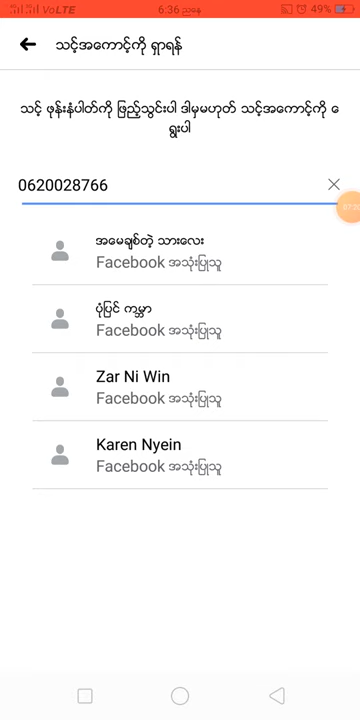 VoLTE 6:36 ညနေ 49%
သင့်အကောင့်ကို ရှာရန်
သင့် ဖုန်းနံပါတ်ကို ဖြည့်သွင်းပါ ဒါမှမဟုတ် သင့်အကောင့်ကို ရွေးပါ
0620028766
အမေချစ်တဲ့ သားလေး
Facebook အသုံးပြုသူ
ပုံပြင် ကမ္ဘာ
Facebook အသုံးပြုသူ
Zar Ni Win
Facebook အသုံးပြုသူ
Karen Nyein
Facebook အသုံးပြုသူ